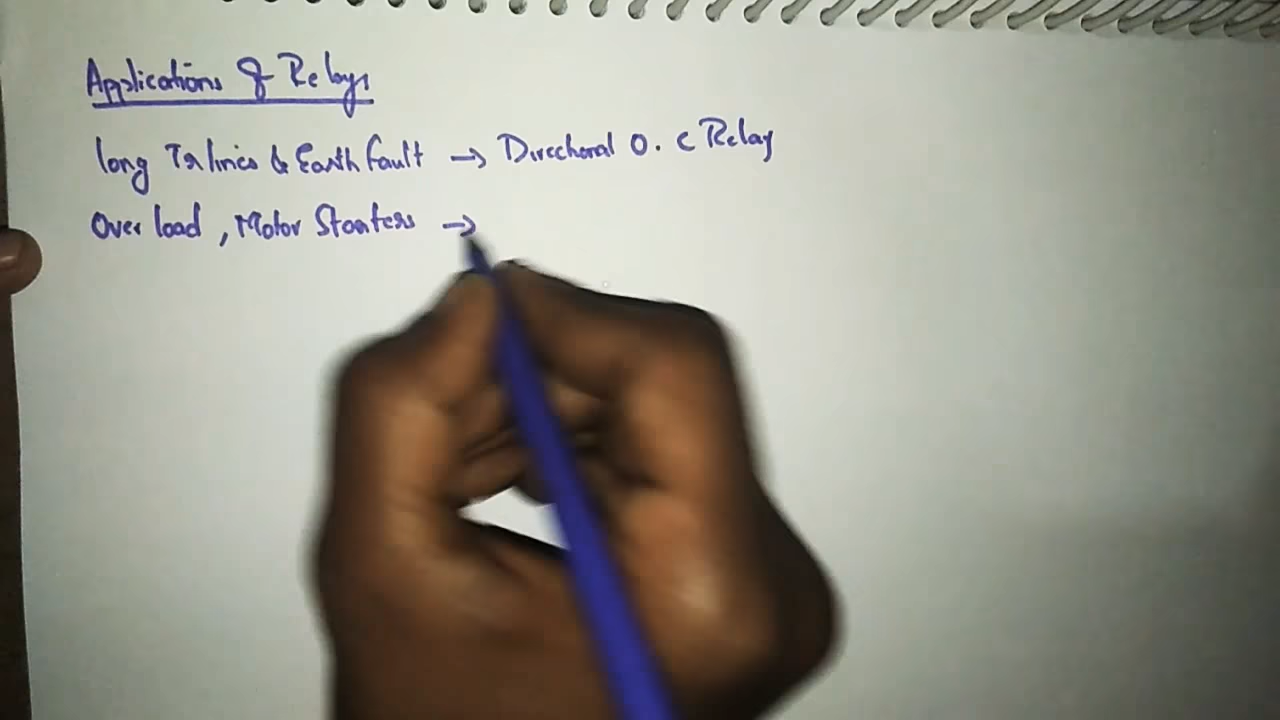 Applications of Relays
long Tx lines & Earth fault → Directional O. C Relay
Over load , Motor Starters →